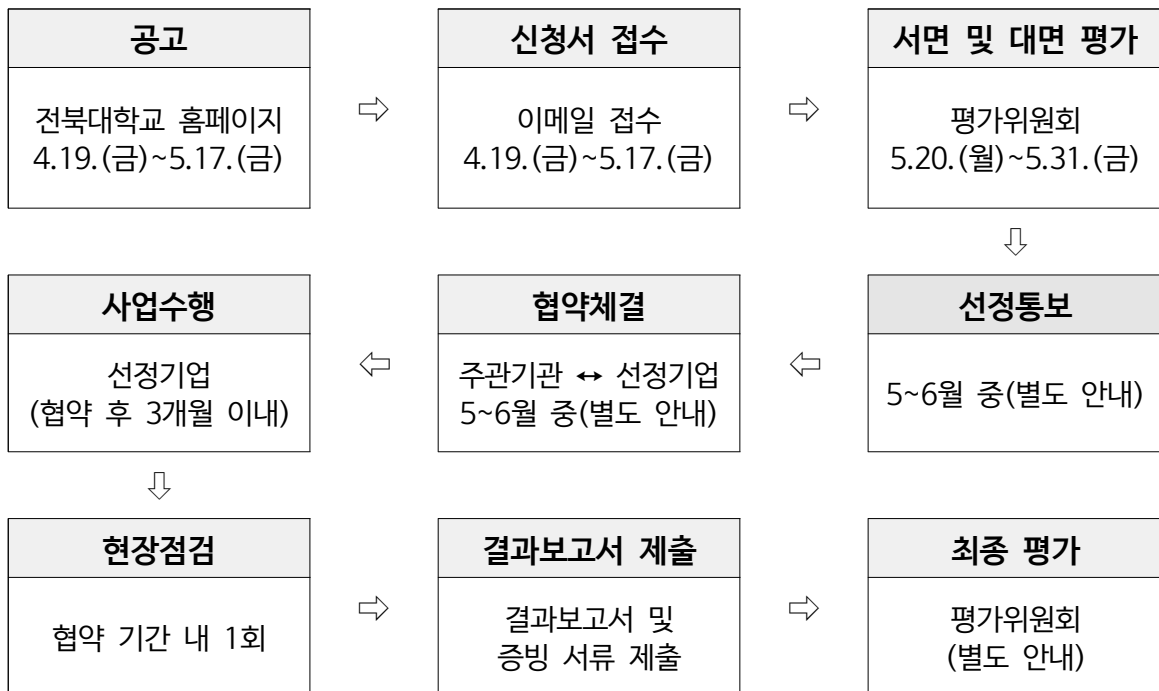 공고
전북대학교 홈페이지
4.19.(금)~5.17.(금)
⇨
신청서 접수
이메일 접수
4.19.(금)~5.17.(금)
⇨
서면 및 대면 평가
평가위원회
5.20.(월)~5.31.(금)
⇩
선정통보
5~6월 중(별도 안내)
⇦
협약체결
주관기관 ↔ 선정기업
5~6월 중(별도 안내)
⇦
사업수행
선정기업
(협약 후 3개월 이내)
⇩
현장점검
협약 기간 내 1회
⇨
결과보고서 제출
결과보고서 및
증빙 서류 제출
⇨
최종 평가
평가위원회
(별도 안내)